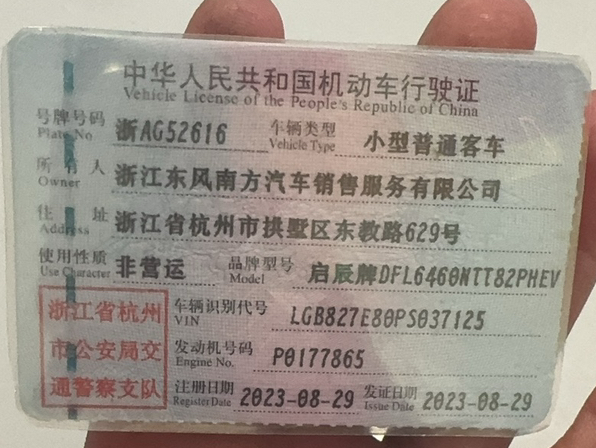 中华人民共和国机动车行驶证
Vehicle License of the People's Republic of China
号牌号码 浙AG52616 车辆类型 小型普通客车
Plate No. Vehicle Type
所有人 浙江东风南方汽车销售服务有限公司
Owner
住址 浙江省杭州市拱墅区东教路629号
Address
使用性质 非营运 品牌型号 启辰牌DFL6460NTT82PHEV
Use Character Model
浙江省杭州 车辆识别代号 LGB827E80PS037125
VIN
市公安局交 发动机号码 P0177865
Engine No.
通警察支队 注册日期 2023-08-29 发证日期 2023-08-29
Register Date Issue Date